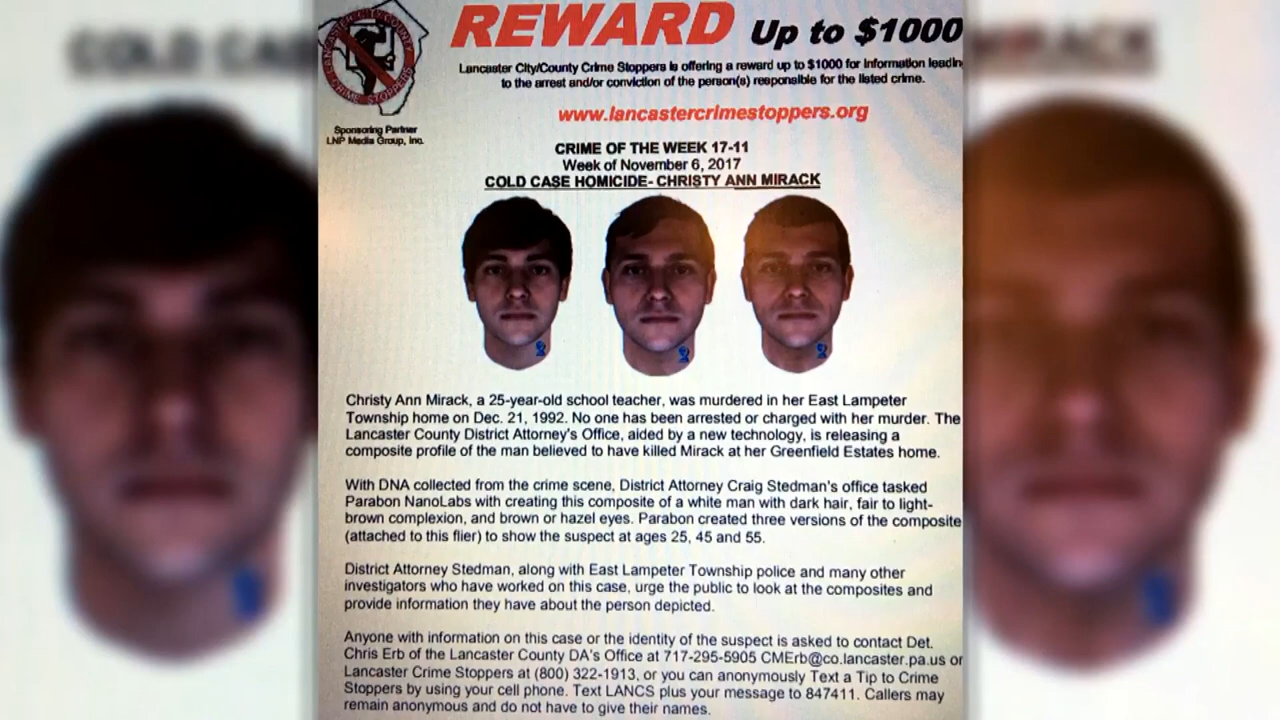 COLD CASE
MIRACK
LANCASTER CITY/COUNTY
CRIME STOPPERS
Sponsoring Partner
LNP Media Group, Inc.
REWARD Up to $1000
Lancaster City/County Crime Stoppers is offering a reward up to $1000 for information leadin
to the arrest and/or conviction of the person(s) responsible for the listed crime.
www.lancastercrimestoppers.org
CRIME OF THE WEEK 17-11
Week of November 6, 2017
COLD CASE HOMICIDE- CHRISTY ANN MIRACK
Christy Ann Mirack, a 25-year-old school teacher, was murdered in her East Lampeter
Township home on Dec. 21, 1992. No one has been arrested or charged with her murder. The
Lancaster County District Attorney's Office, aided by a new technology, is releasing a
composite profile of the man believed to have killed Mirack at her Greenfield Estates home.
With DNA collected from the crime scene, District Attorney Craig Stedman's office tasked
Parabon NanoLabs with creating this composite of a white man with dark hair, fair to light-
brown complexion, and brown or hazel eyes. Parabon created three versions of the composite
(attached to this flier) to show the suspect at ages 25, 45 and 55.
District Attorney Stedman, along with East Lampeter Township police and many other
investigators who have worked on this case, urge the public to look at the composites and
provide information they have about the person depicted.
Anyone with information on this case or the identity of the suspect is asked to contact Det.
Chris Erb of the Lancaster County DA's Office at 717-295-5905 CMErb@co.lancaster.pa.us or
Lancaster Crime Stoppers at (800) 322-1913, or you can anonymously Text a Tip to Crime
Stoppers by using your cell phone. Text LANCS plus your message to 847411. Callers may
remain anonymous and do not have to give their names.